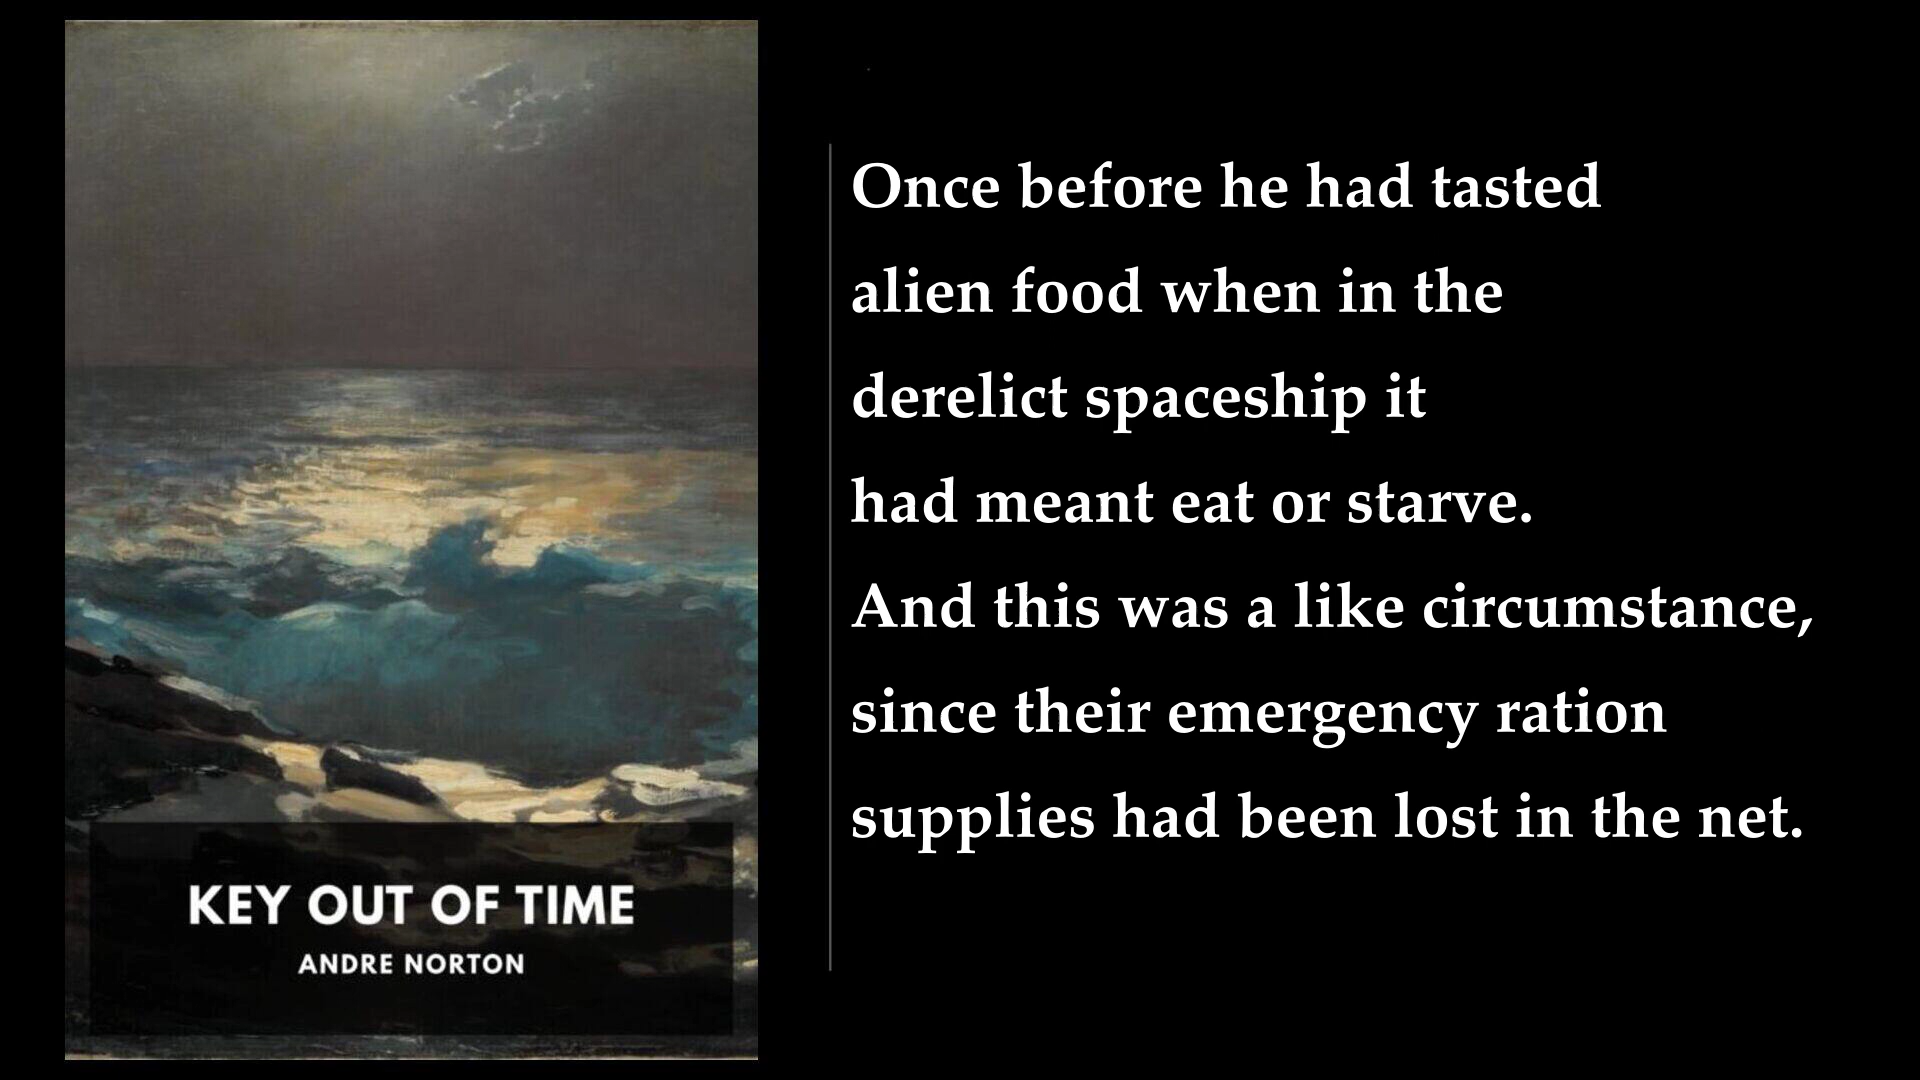 KEY OUT OF TIME
ANDRE NORTON
Once before he had tasted
alien food when in the
derelict spaceship it
had meant eat or starve.
And this was a like circumstance,
since their emergency ration
supplies had been lost in the net.